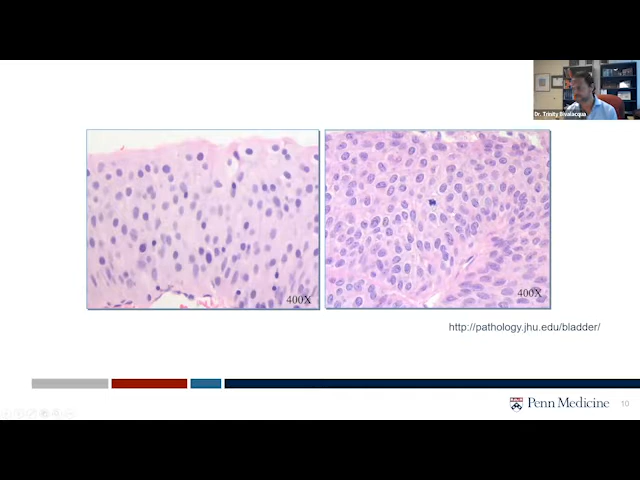 Dr. Trinity Bivalacqua
400X
400X
http://pathology.jhu.edu/bladder/
Penn Medicine
10